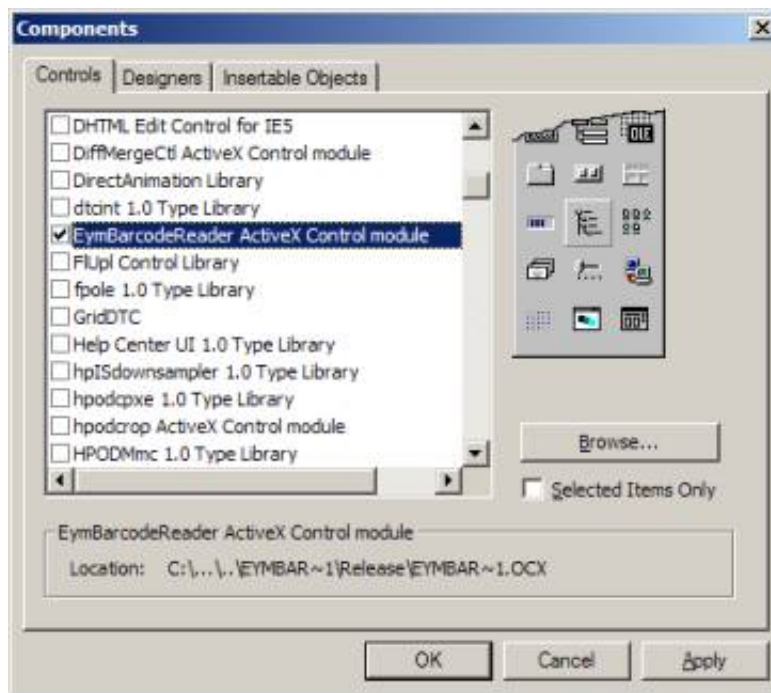 Components
Controls Designers Insertable Objects
DHTML Edit Control for IE5
DiffMergeCtl ActiveX Control module
DirectAnimation Library
dtcint 1.0 Type Library
EymBarcodeReader ActiveX Control module
FlUpl Control Library
fpole 1.0 Type Library
GridDTC
Help Center UI 1.0 Type Library
hpISdownsampler 1.0 Type Library
hpodcpxe 1.0 Type Library
hpodcrop ActiveX Control module
HPODMmc 1.0 Type Library
OLE
Browse...
Selected Items Only
EymBarcodeReader ActiveX Control module
Location: C:\...\..\EYMBAR~1\Release\EYMBAR~1.OCX
OK Cancel Apply